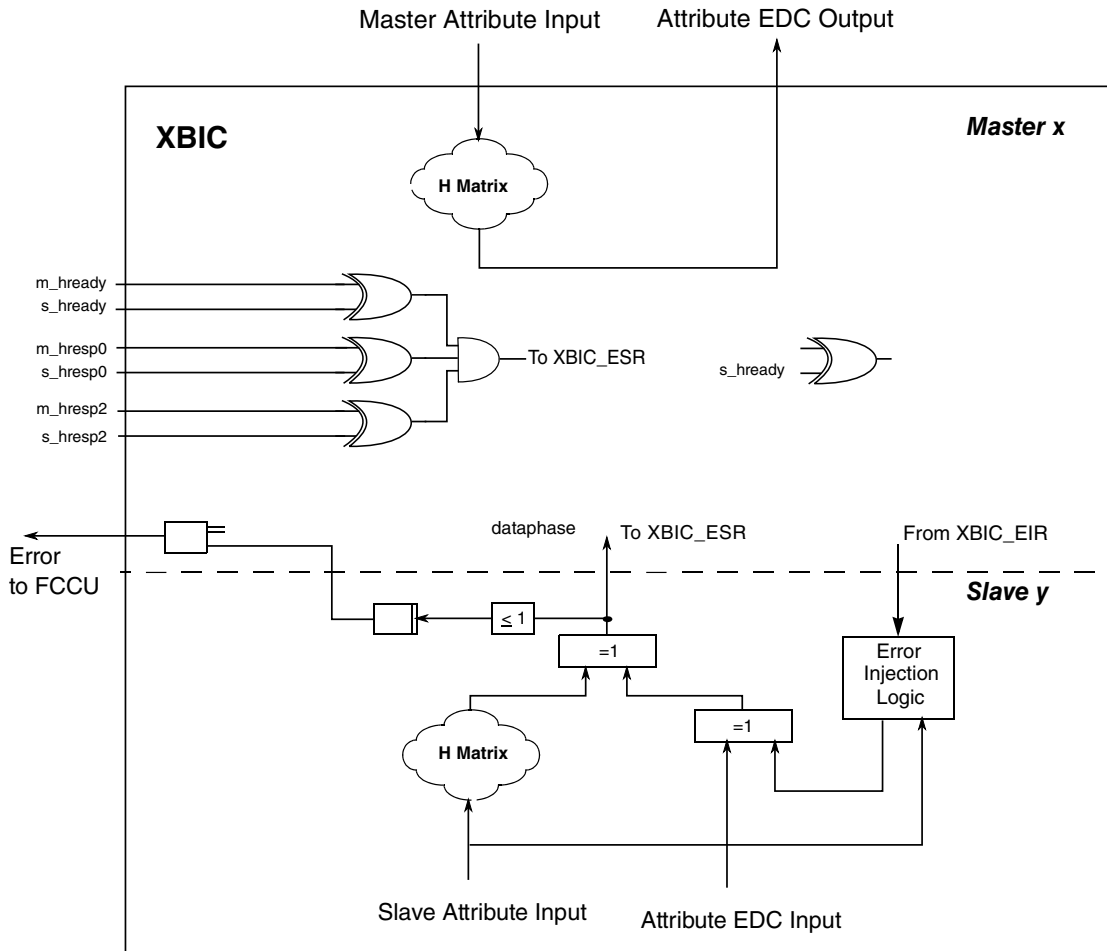 Master Attribute Input
Attribute EDC Output
XBIC
Master x
H Matrix
m_hready
s_hready
m_hresp0
s_hresp0
m_hresp2
s_hresp2
To XBIC_ESR
s_hready
Error
to FCCU
dataphase
To XBIC_ESR
From XBIC_EIR
Slave y
≤ 1
=1
Error
Injection
Logic
=1
H Matrix
Slave Attribute Input
Attribute EDC Input